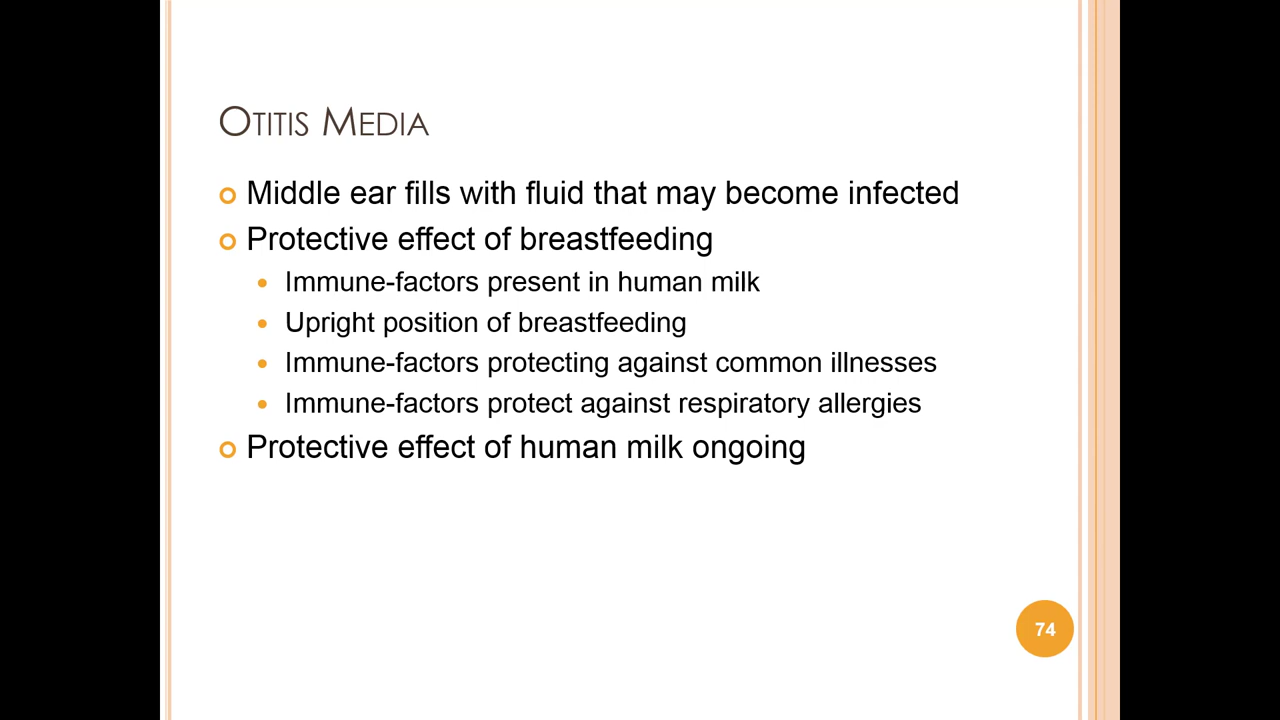 Otitis Media
Middle ear fills with fluid that may become infected
Protective effect of breastfeeding
Immune-factors present in human milk
Upright position of breastfeeding
Immune-factors protecting against common illnesses
Immune-factors protect against respiratory allergies
Protective effect of human milk ongoing
74